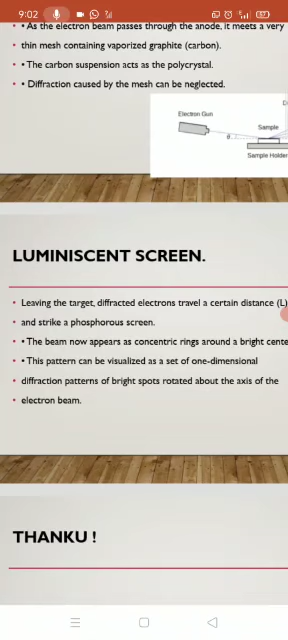 9:02
• As the electron beam passes through the anode, it meets a very
thin mesh containing vaporized graphite (carbon).
• The carbon suspension acts as the polycrystal.
• Diffraction caused by the mesh can be neglected.
Electron Gun
Sample
θ
Sample Holder
LUMINISCENT SCREEN.
Leaving the target, diffracted electrons travel a certain distance (L)
and strike a phosphorous screen.
• The beam now appears as concentric rings around a bright cente
• This pattern can be visualized as a set of one-dimensional
diffraction patterns of bright spots rotated about the axis of the
electron beam.
THANKU !